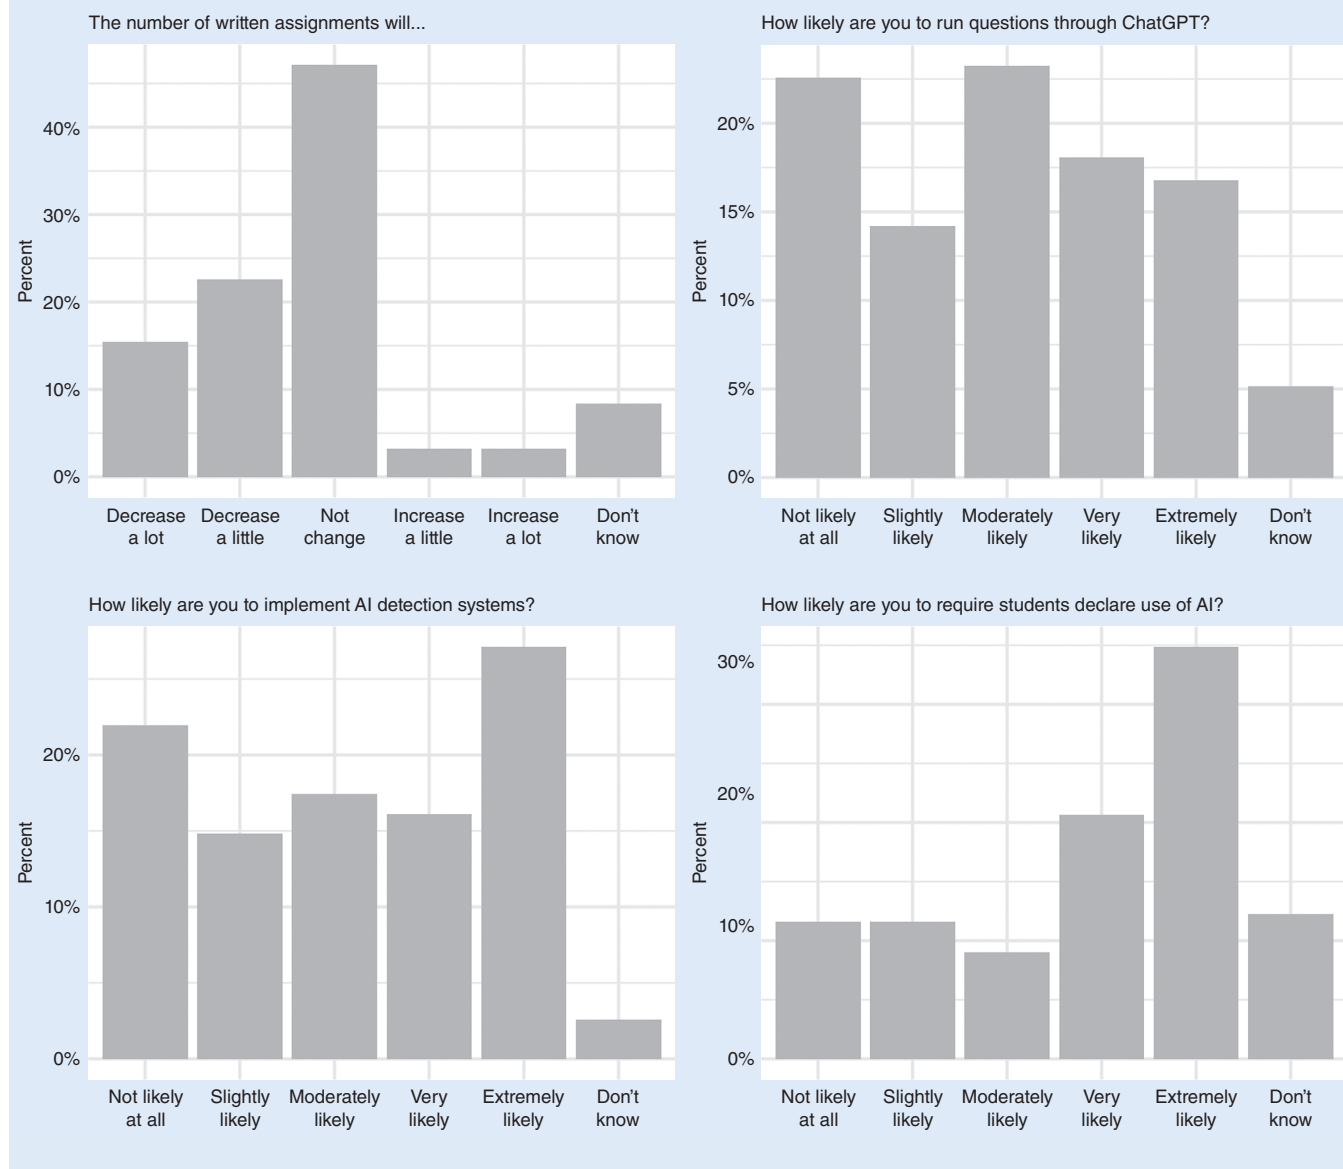 The number of written assignments will...
Percent
40%
30%
20%
10%
0%
Decrease a lot
Decrease a little
Not change
Increase a little
Increase a lot
Don't know
How likely are you to run questions through ChatGPT?
Percent
20%
15%
10%
5%
0%
Not likely at all
Slightly likely
Moderately likely
Very likely
Extremely likely
Don't know
How likely are you to implement AI detection systems?
Percent
20%
10%
0%
Not likely at all
Slightly likely
Moderately likely
Very likely
Extremely likely
Don't know
How likely are you to require students declare use of AI?
Percent
30%
20%
10%
0%
Not likely at all
Slightly likely
Moderately likely
Very likely
Extremely likely
Don't know